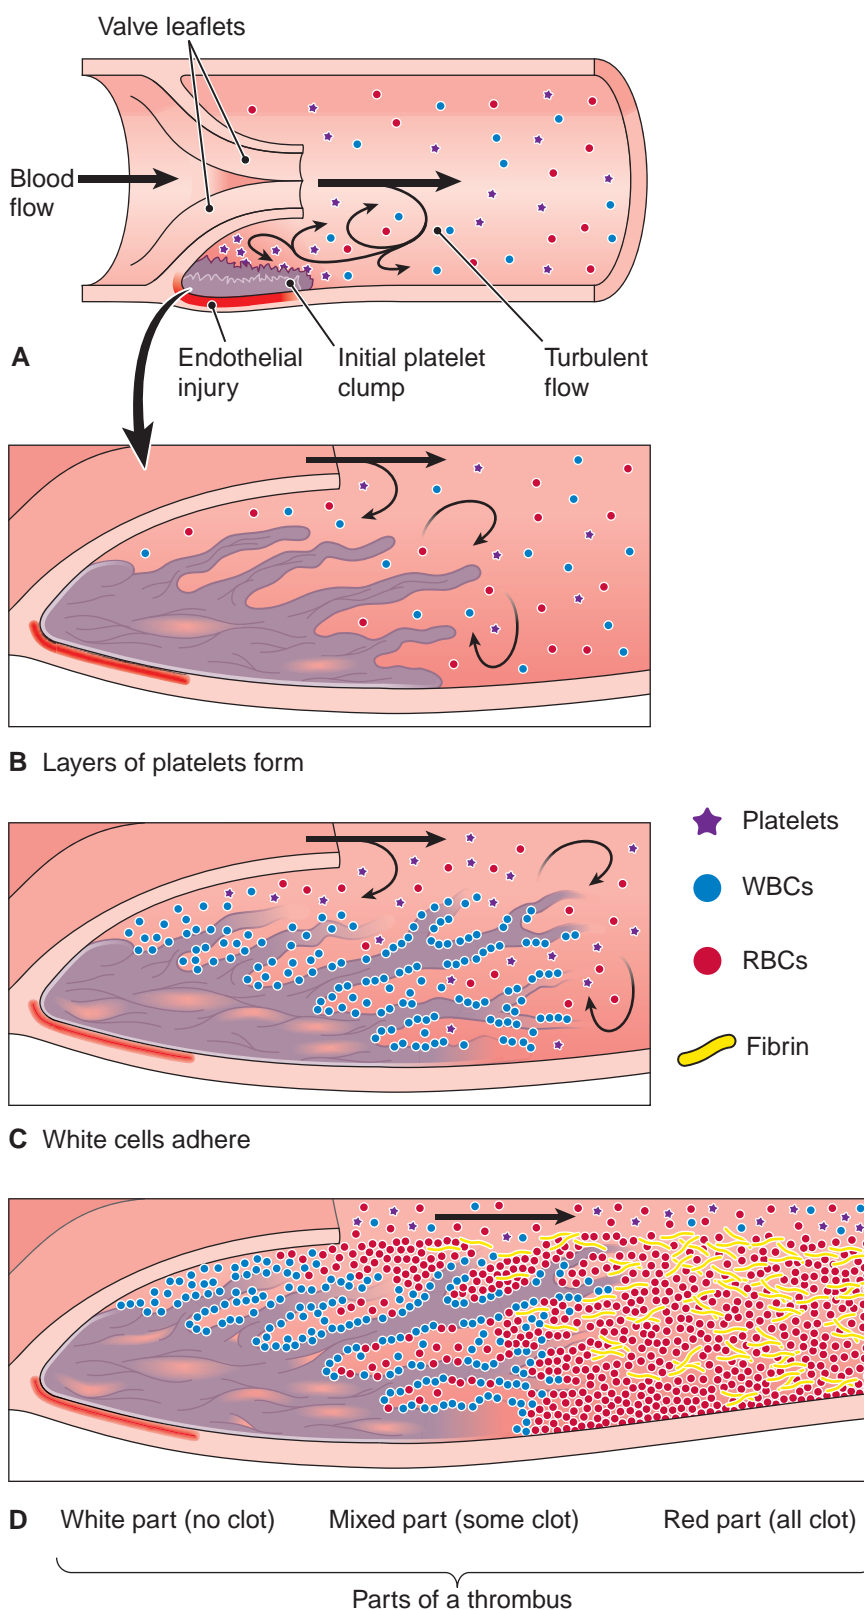 Valve leaflets
Blood
flow
A
Endothelial
injury
Initial platelet
clump
Turbulent
flow
B Layers of platelets form
Platelets
WBCs
RBCs
Fibrin
C White cells adhere
D White part (no clot) Mixed part (some clot) Red part (all clot)
Parts of a thrombus